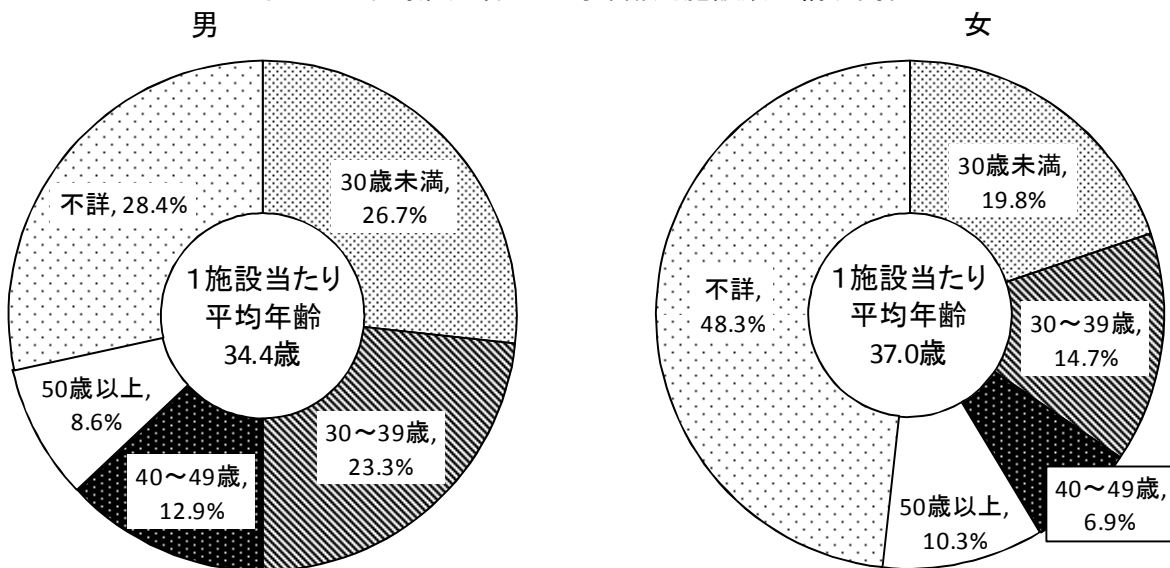 男
不詳, 28.4%
30歳未満,
26.7%
1施設当たり
平均年齢
34.4歳
50歳以上,
8.6%
40～49歳,
12.9%
30～39歳,
23.3%
女
30歳未満,
19.8%
不詳,
48.3%
1施設当たり
平均年齢
37.0歳
30～39歳,
14.7%
40～49歳,
6.9%
50歳以上,
10.3%